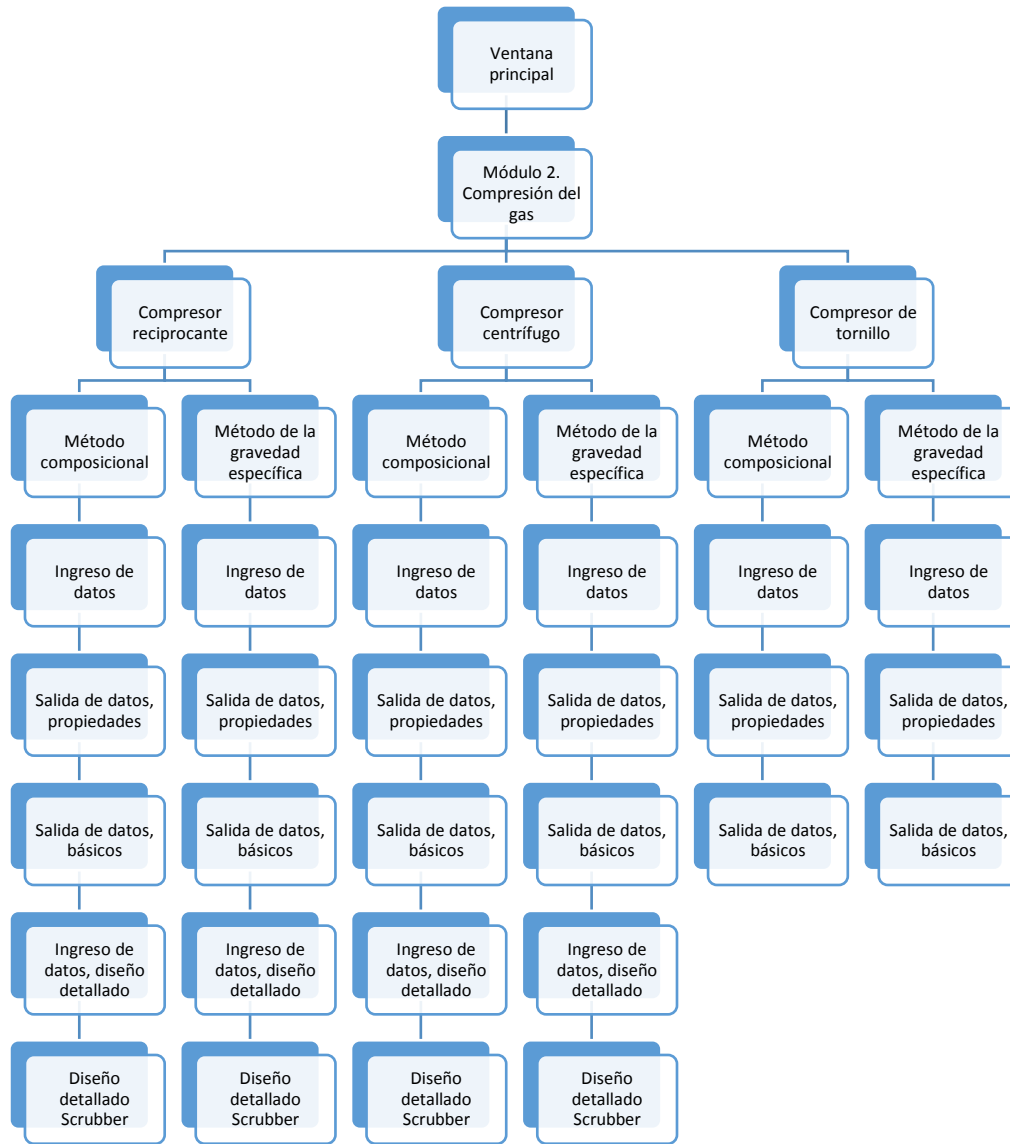 Ventana
principal
Módulo 2.
Compresión del
gas
Compresor
reciprocante
Compresor
centrífugo
Compresor de
tornillo
Método
composicional
Método de la
gravedad
específica
Método
composicional
Método de la
gravedad
específica
Método
composicional
Método de la
gravedad
específica
Ingreso de
datos
Ingreso de
datos
Ingreso de
datos
Ingreso de
datos
Ingreso de
datos
Ingreso de
datos
Salida de datos,
propiedades
Salida de datos,
propiedades
Salida de datos,
propiedades
Salida de datos,
propiedades
Salida de datos,
propiedades
Salida de datos,
propiedades
Salida de datos,
básicos
Salida de datos,
básicos
Salida de datos,
básicos
Salida de datos,
básicos
Salida de datos,
básicos
Salida de datos,
básicos
Ingreso de
datos, diseño
detallado
Ingreso de
datos, diseño
detallado
Ingreso de
datos, diseño
detallado
Ingreso de
datos, diseño
detallado
Diseño
detallado
Scrubber
Diseño
detallado
Scrubber
Diseño
detallado
Scrubber
Diseño
detallado
Scrubber